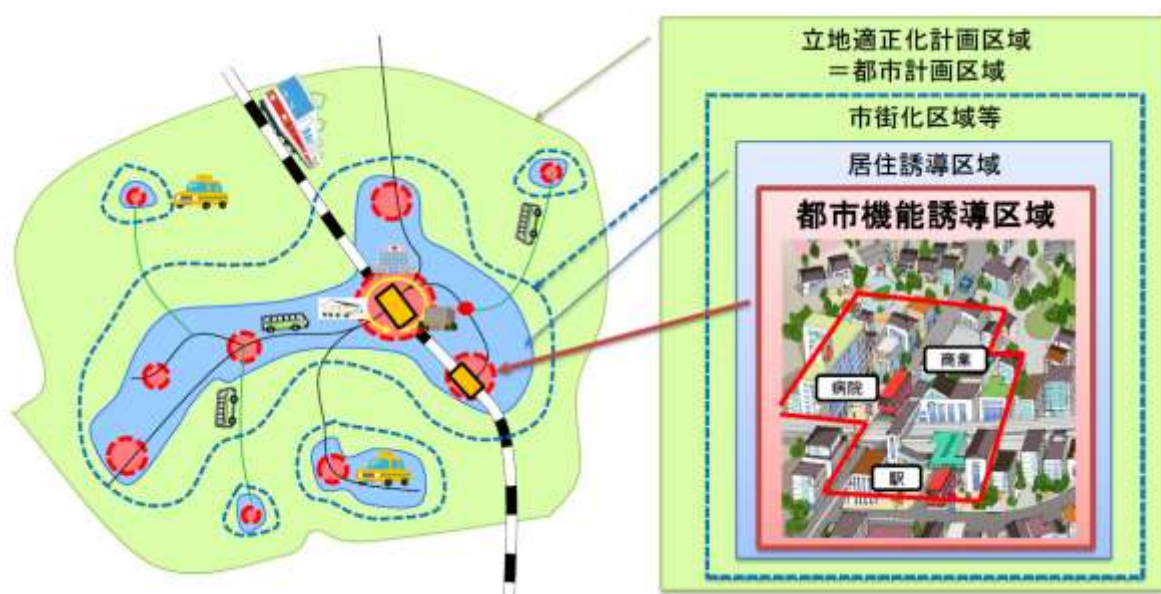 立地適正化計画区域
＝都市計画区域
市街化区域等
居住誘導区域
都市機能誘導区域
商業
病院
駅